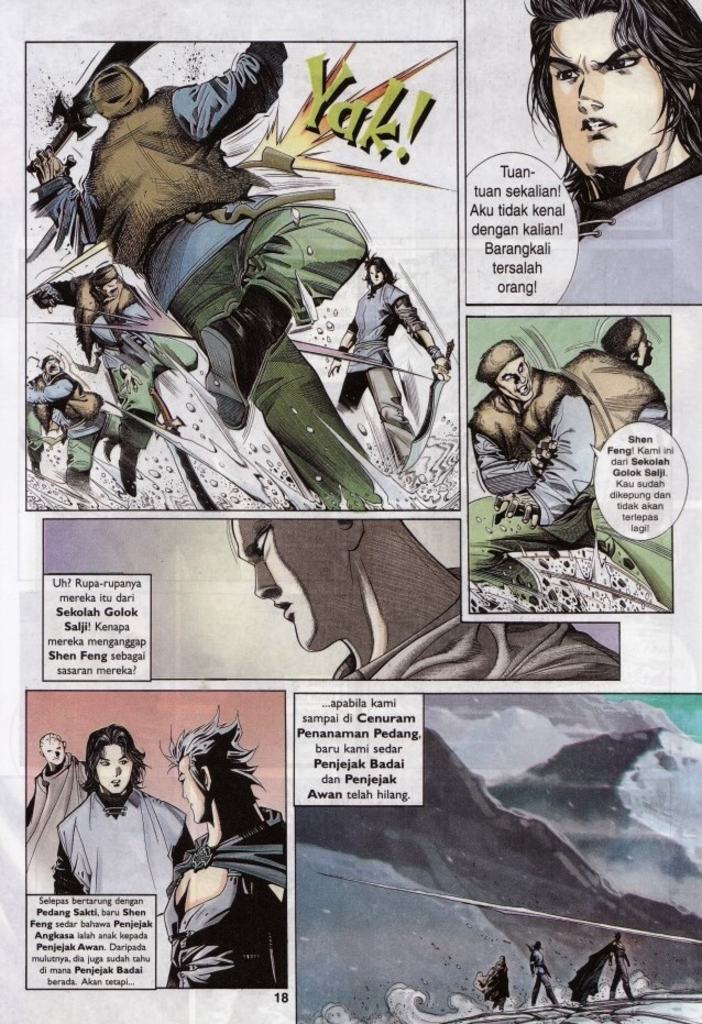 Yak!
Tuan-
tuan sekalian!
Aku tidak kenal
dengan kalian!
Barangkali
tersalah
orang!
Shen
Feng! Kami ini
dari Sekolah
Golok Salji.
Kau sudah
dikepung dan
tidak akan
terlepas
lagi!
Uh? Rupa-rupanya
mereka itu dari
Sekolah Golok
Salji! Kenapa
mereka menganggap
Shen Feng sebagai
sasaran mereka?
Selepas bertarung dengan
Pedang Sakti, baru Shen
Feng sedar bahawa Penjejak
Angkasa ialah anak kepada
Penjejak Awan. Daripada
mulutnya, dia juga sudah tahu
di mana Penjejak Badai
berada. Akan tetapi...
...apabila kami
sampai di Cenuram
Penanaman Pedang,
baru kami sedar
Penjejak Badai
dan Penjejak
Awan telah hilang.
18